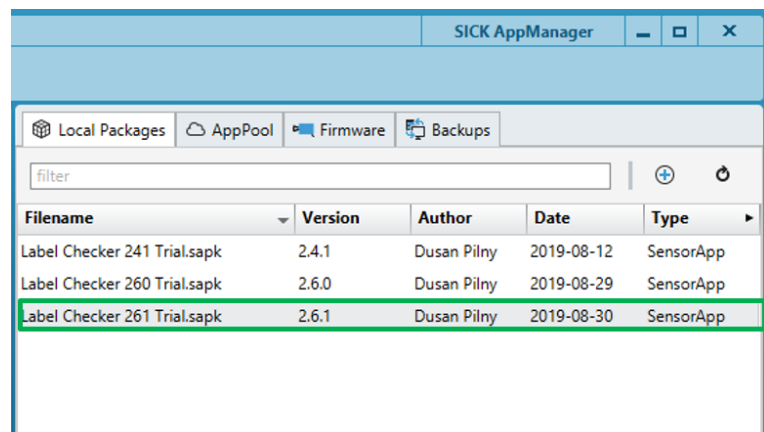 SICK AppManager
Local Packages AppPool Firmware Backups
filter
Filename Version Author Date Type
Label Checker 241 Trial.sapk 2.4.1 Dusan Pilny 2019-08-12 SensorApp
Label Checker 260 Trial.sapk 2.6.0 Dusan Pilny 2019-08-29 SensorApp
Label Checker 261 Trial.sapk 2.6.1 Dusan Pilny 2019-08-30 SensorApp